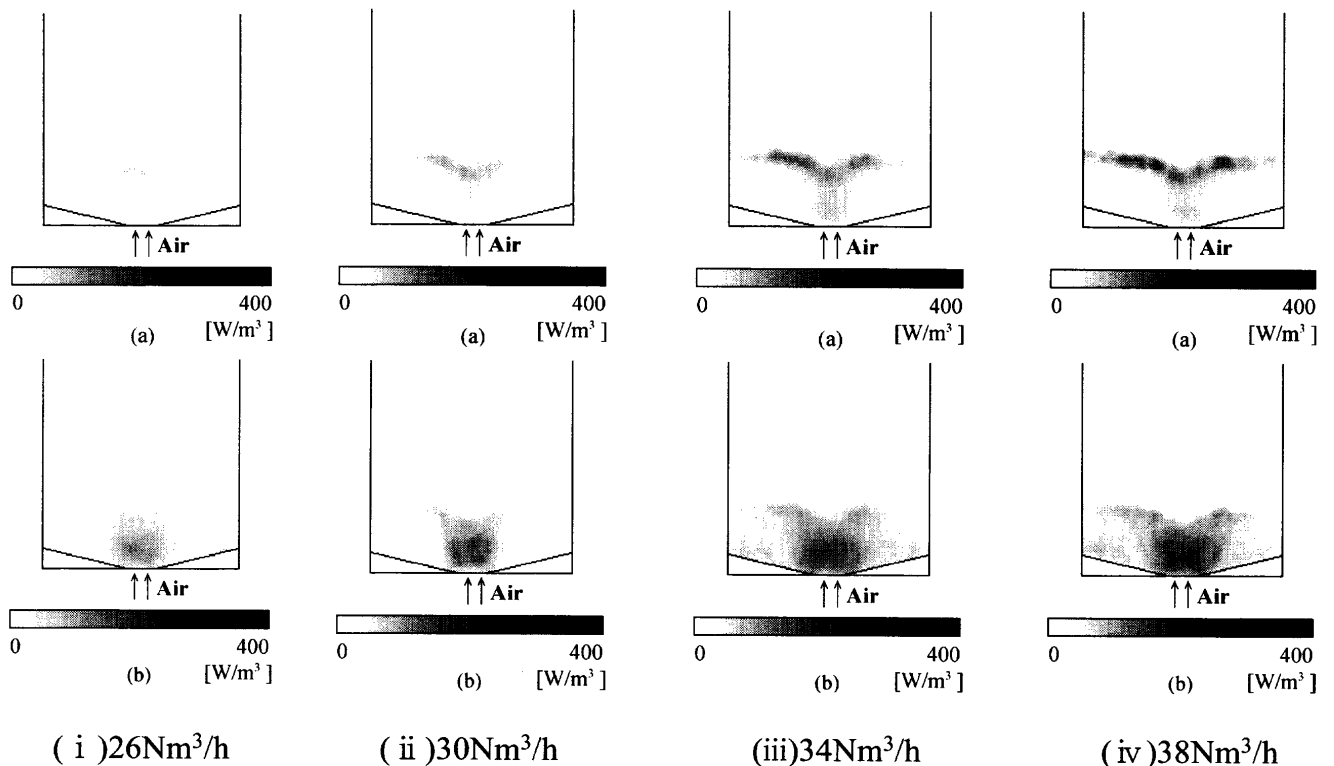 Air Air Air Air
0 400 0 400 0 400 0 400
(a) [W/m³ ] (a) [W/m³ ] (a) [W/m³ ] (a) [W/m³ ]
Air Air Air Air
0 400 0 400 0 400 0 400
(b) [W/m³ ] (b) [W/m³ ] (b) [W/m³ ] (b) [W/m³ ]
( i )26Nm³/h ( ii )30Nm³/h (iii)34Nm³/h (iv)38Nm³/h